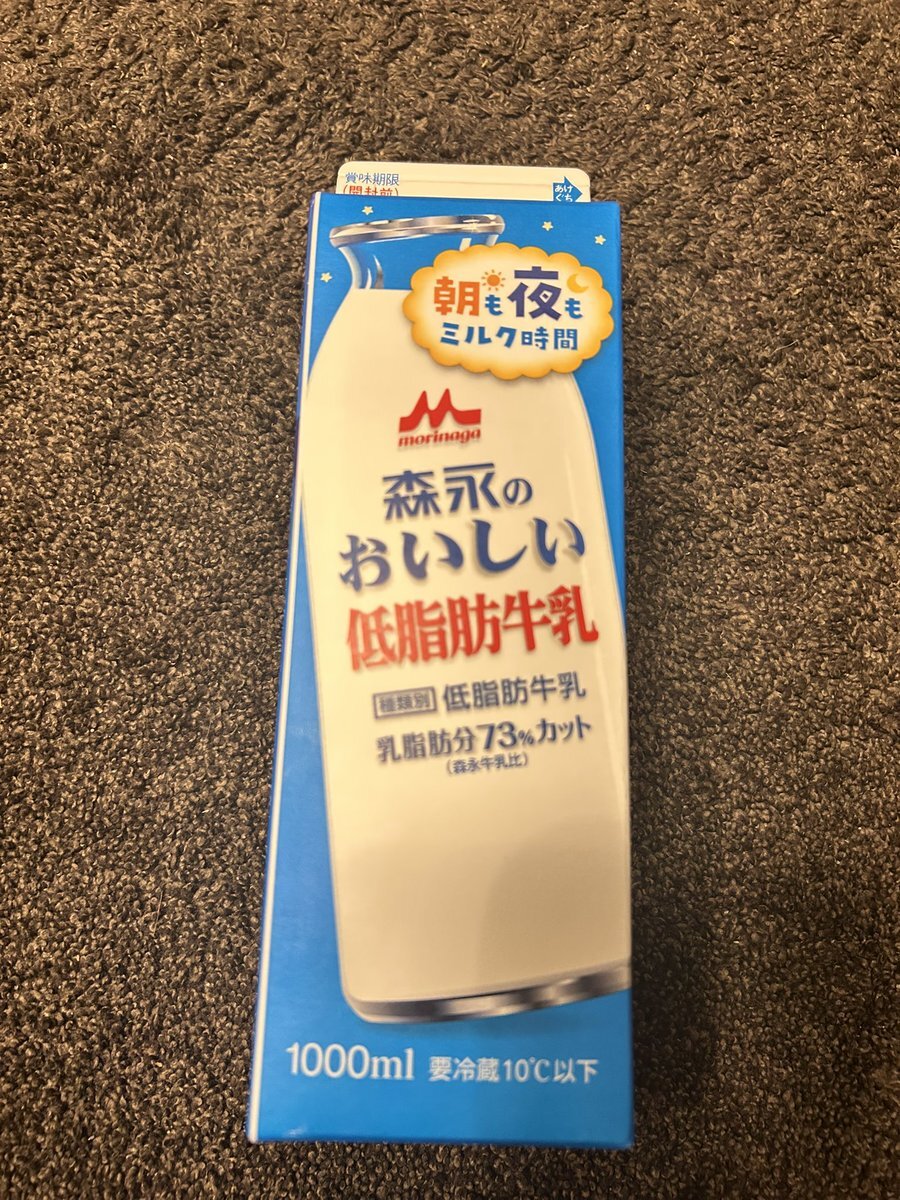 賞味期限
(開封前)
あけ
ぐち
朝も夜も
ミルク時間
morinaga
森永の
おいしい
低脂肪牛乳
種類別 低脂肪牛乳
乳脂肪分73%カット
(森永牛乳比)
1000ml 要冷蔵10℃以下